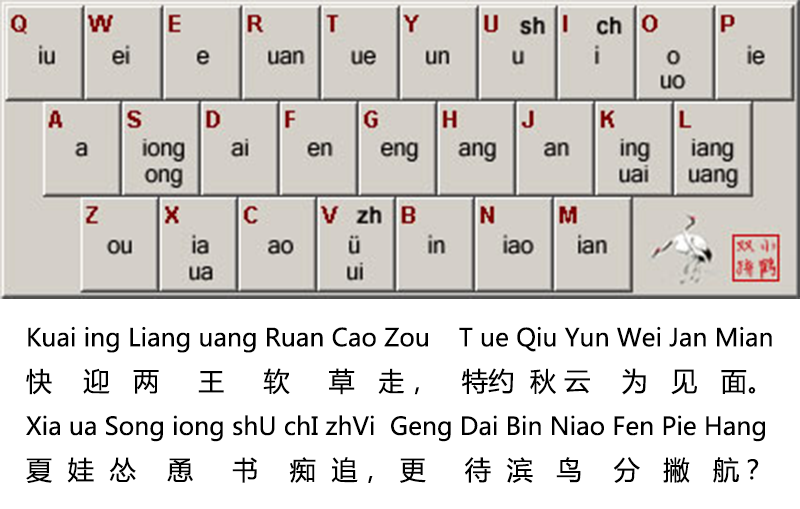 Q W E R T Y U sh I ch O P
iu ei e uan ue un u i o ie
uo
A S D F G H J K L
a iong ai en eng ang an ing iang
ong uai uang
Z X C V zh B N M
ou ia ao ü in iao ian
ua ui
小鹤双拼
Kuai ing Liang uang Ruan Cao Zou T ue Qiu Yun Wei Jan Mian
快 迎 两 王 软 草 走， 特约 秋 云 为 见 面。
Xia ua Song iong shU chI zhVi Geng Dai Bin Niao Fen Pie Hang
夏 娃 怂 恿 书 痴 追， 更 待 滨 鸟 分 撇 航？